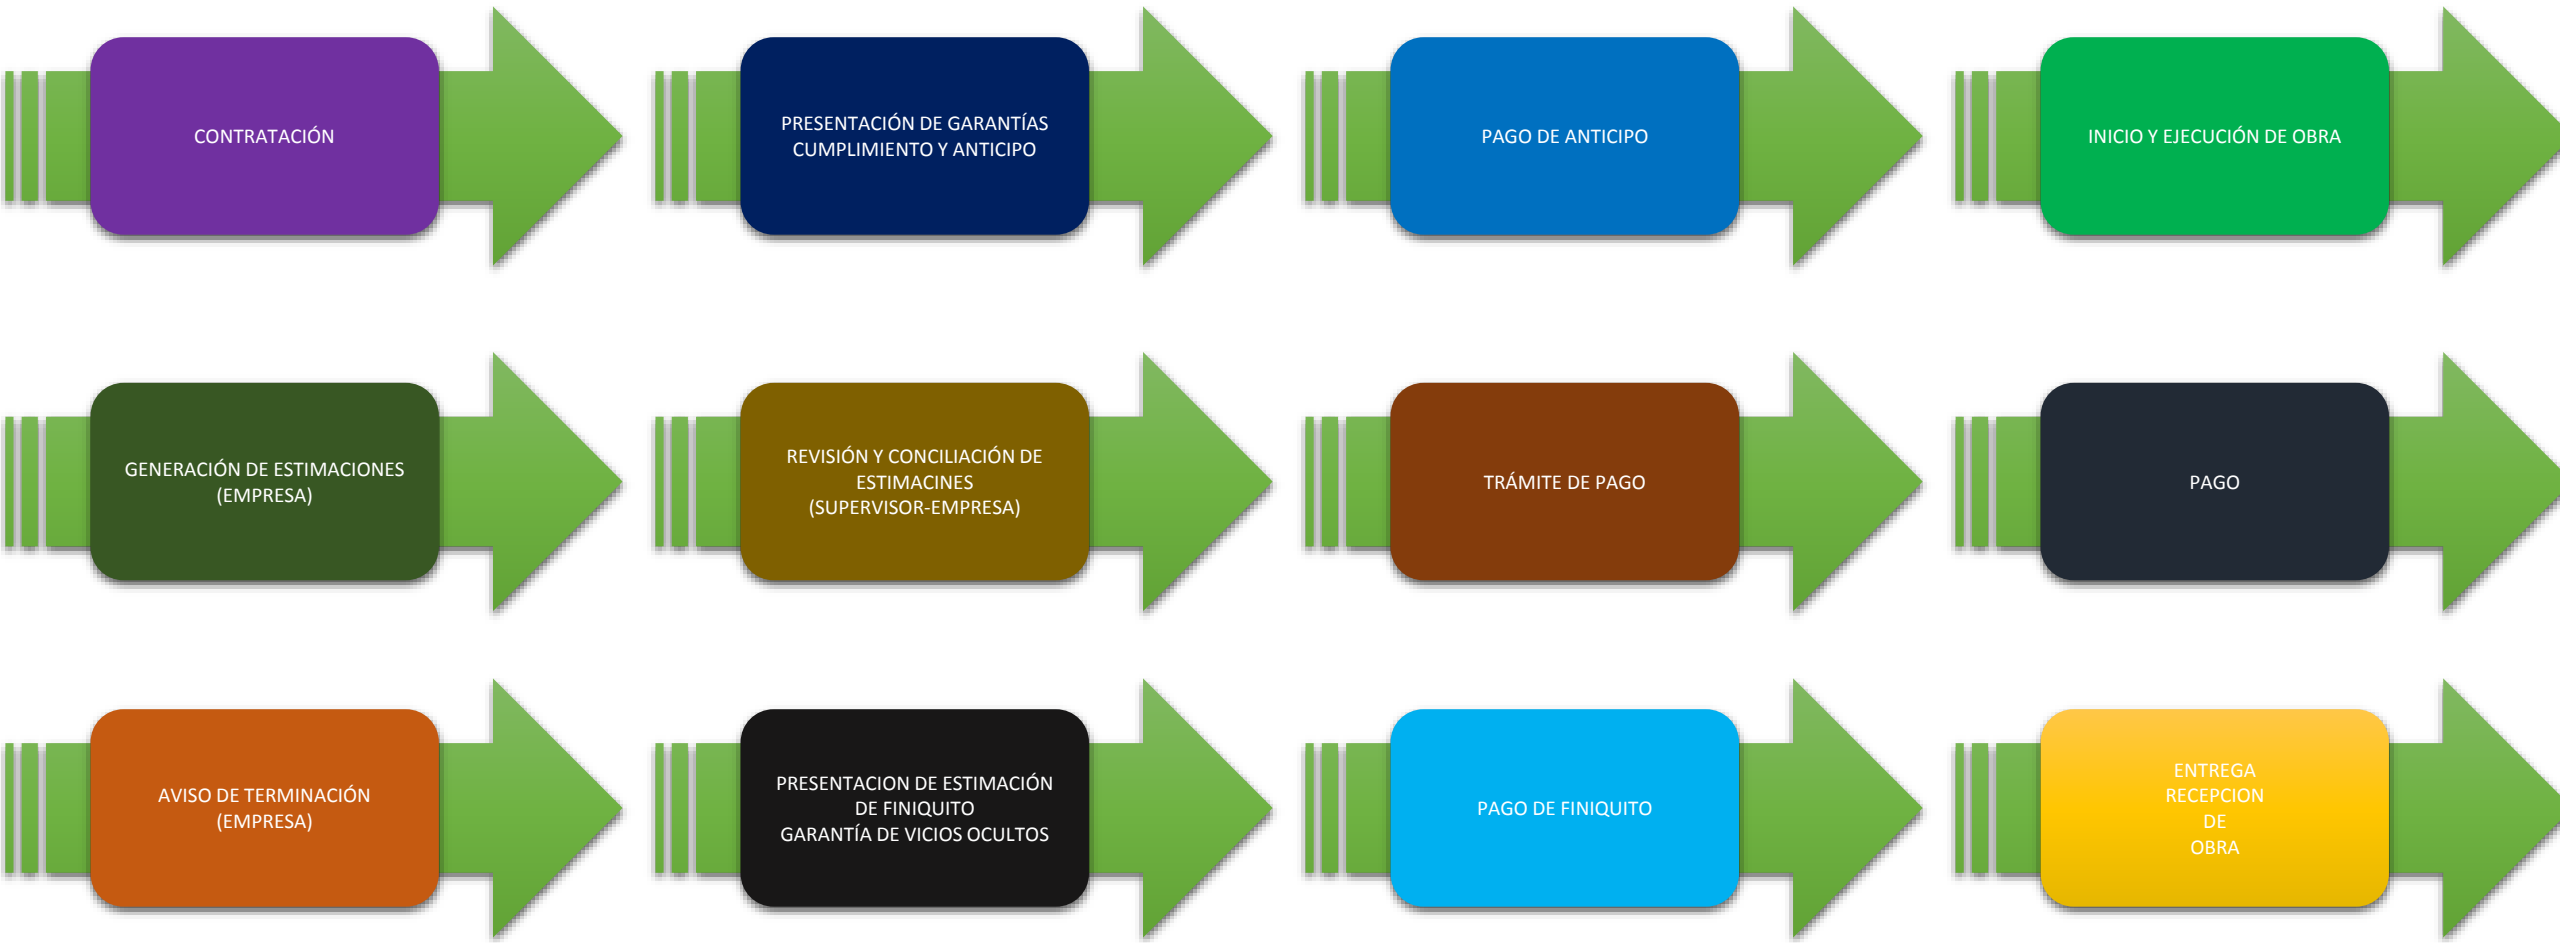 CONTRATACIÓN
PRESENTACIÓN DE GARANTÍAS
CUMPLIMIENTO Y ANTICIPO
PAGO DE ANTICIPO
INICIO Y EJECUCIÓN DE OBRA
GENERACIÓN DE ESTIMACIONES
(EMPRESA)
REVISIÓN Y CONCILIACIÓN DE
ESTIMACINES
(SUPERVISOR-EMPRESA)
TRÁMITE DE PAGO
PAGO
AVISO DE TERMINACIÓN
(EMPRESA)
PRESENTACION DE ESTIMACIÓN
DE FINIQUITO
GARANTÍA DE VICIOS OCULTOS
PAGO DE FINIQUITO
ENTREGA
RECEPCION
DE
OBRA